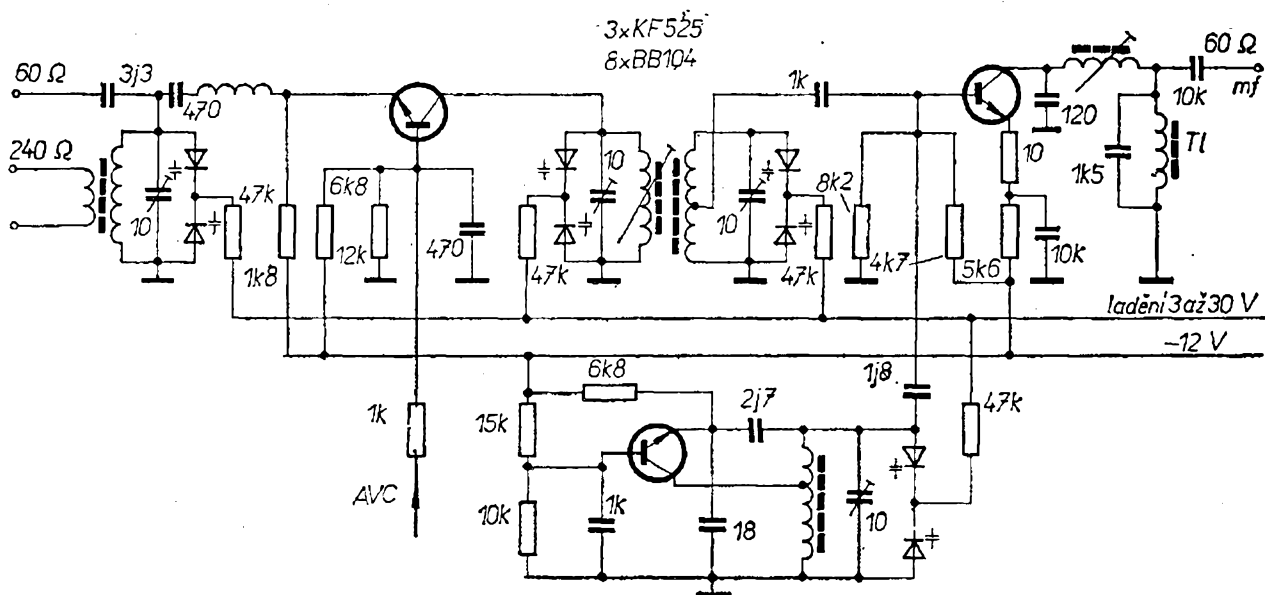 3xKF525
8xBB104
60 Ω
3j3
470
240 Ω
10
47k
1k8
6k8
12k
470
47k
10
1k
10
47k
8k2
4k7
5k6
10
10k
120
1k5
Tl
10k
60 Ω
mf
ladění 3 až 30 V
-12 V
1k
AVC
6k8
15k
10k
1k
2j7
18
10
1j8
47k